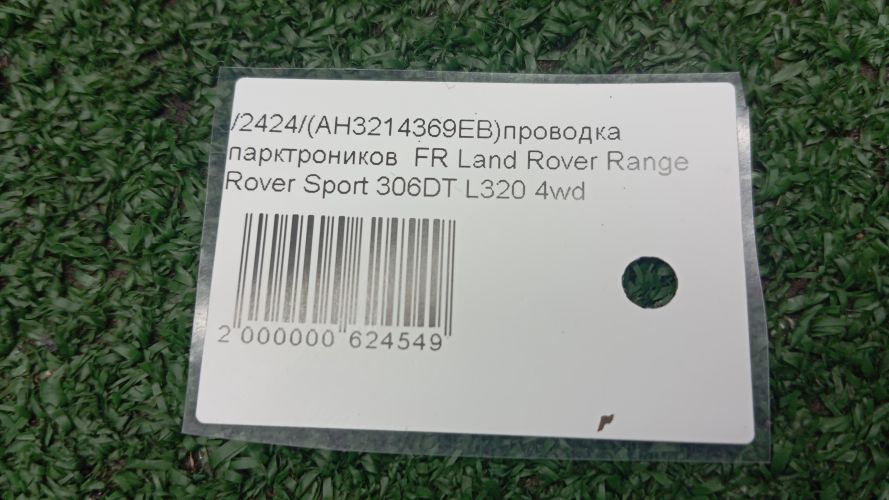 /2424/(AH3214369EB)проводка
парктроников FR Land Rover Range
Rover Sport 306DT L320 4wd
2 000000 624549